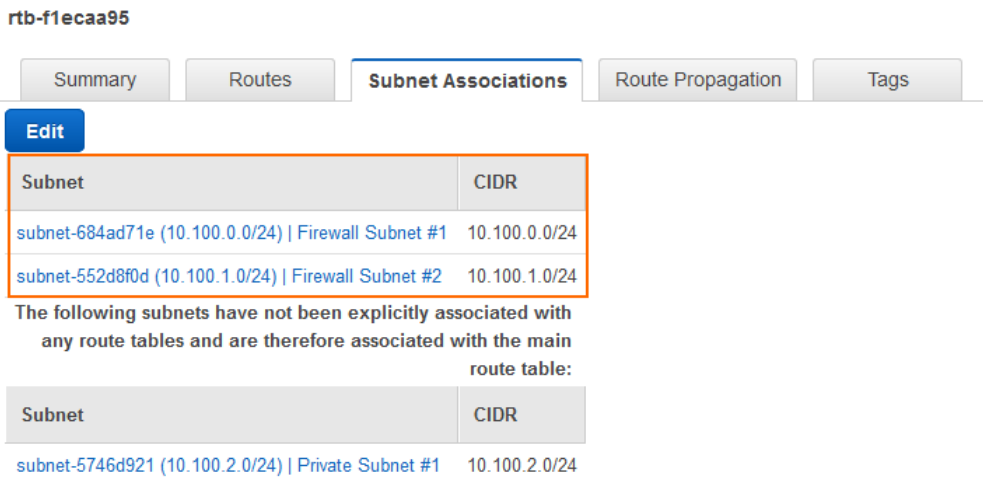 rtb-f1ecaa95
Summary Routes Subnet Associations Route Propagation Tags
Edit
Subnet CIDR
subnet-684ad71e (10.100.0.0/24) | Firewall Subnet #1 10.100.0.0/24
subnet-552d8f0d (10.100.1.0/24) | Firewall Subnet #2 10.100.1.0/24
The following subnets have not been explicitly associated with
any route tables and are therefore associated with the main
route table:
Subnet CIDR
subnet-5746d921 (10.100.2.0/24) | Private Subnet #1 10.100.2.0/24